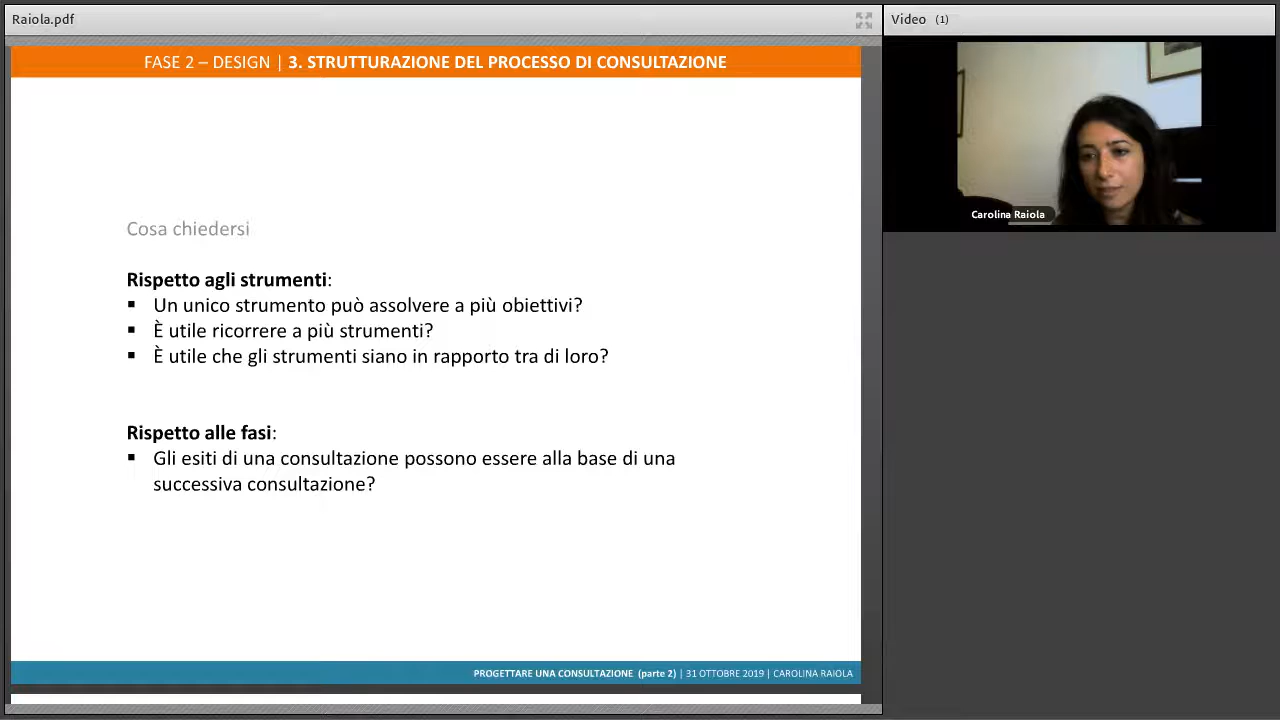 Raiola.pdf
Video (1)
FASE 2 – DESIGN | 3. STRUTTURAZIONE DEL PROCESSO DI CONSULTAZIONE
Carolina Raiola
Cosa chiedersi
Rispetto agli strumenti:
▪ Un unico strumento può assolvere a più obiettivi?
▪ È utile ricorrere a più strumenti?
▪ È utile che gli strumenti siano in rapporto tra di loro?
Rispetto alle fasi:
▪ Gli esiti di una consultazione possono essere alla base di una
successiva consultazione?
PROGETTARE UNA CONSULTAZIONE (parte 2) | 31 OTTOBRE 2019 | CAROLINA RAIOLA